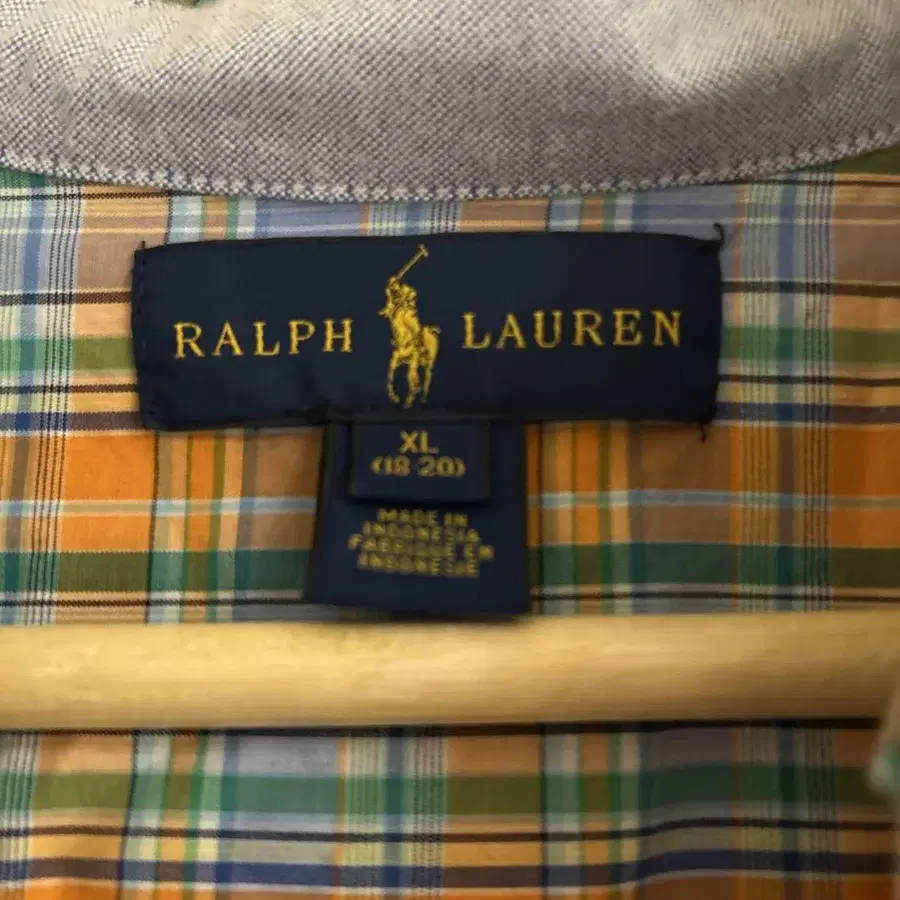 RALPH LAUREN
XL
(18-20)
MADE IN
INDONESIA
FABRIQUE EN
INDONESIE